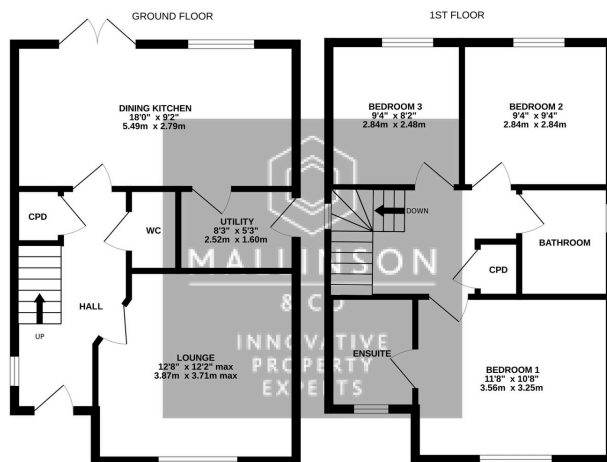 GROUND FLOOR
DINING KITCHEN
18'0" x 9'2"
5.49m x 2.79m
CPD
WC
UTILITY
8'3" x 5'3"
2.52m x 1.60m
HALL
UP
LOUNGE
12'8" x 12'2" max
3.87m x 3.71m max
1ST FLOOR
BEDROOM 3
9'4" x 8'2"
2.84m x 2.48m
BEDROOM 2
9'4" x 9'4"
2.84m x 2.84m
DOWN
BATHROOM
CPD
ENSUITE
BEDROOM 1
11'8" x 10'8"
3.56m x 3.25m
MALLINSON
& CO
INNOVATIVE
PROPERTY
EXPERTS